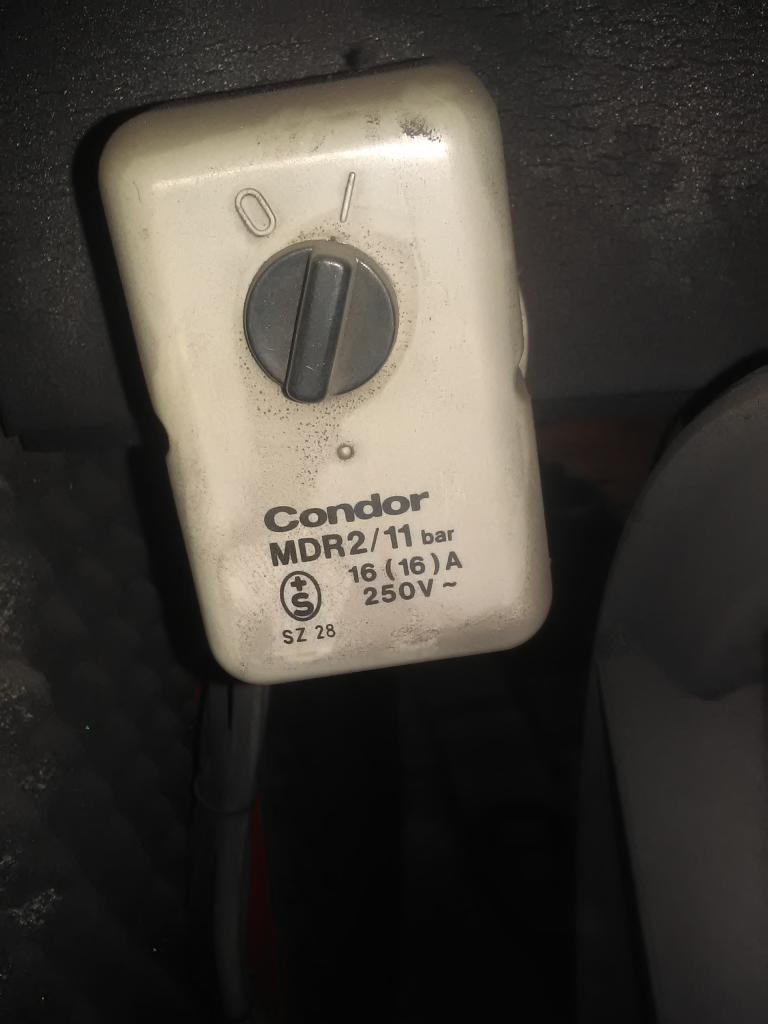 0 I
Condor
MDR2/11 bar
16 (16) A
250V ~
+S
SZ 28